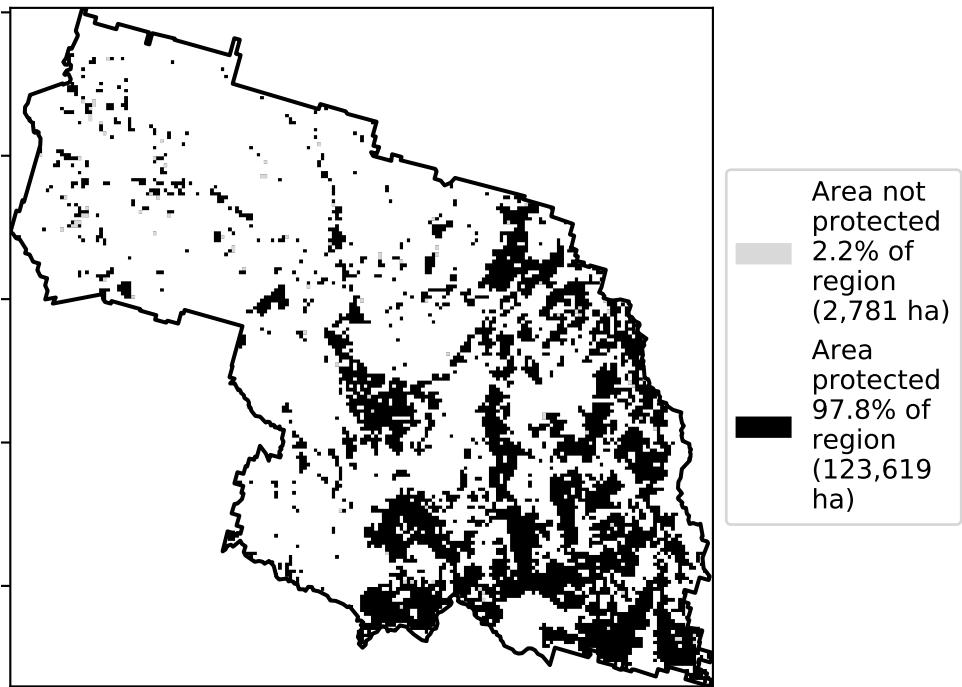 Area not
protected
2.2% of
region
(2,781 ha)
Area
protected
97.8% of
region
(123,619
ha)